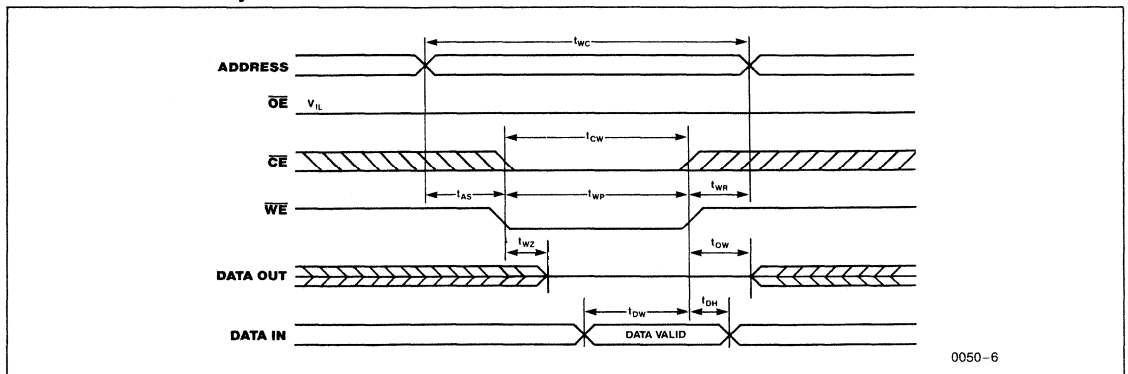 tWC
ADDRESS
OE VIL
tCW
CE
tAS tWP tWR
WE
tWZ tOW
DATA OUT
tDW tDH
DATA IN DATA VALID
0050–6